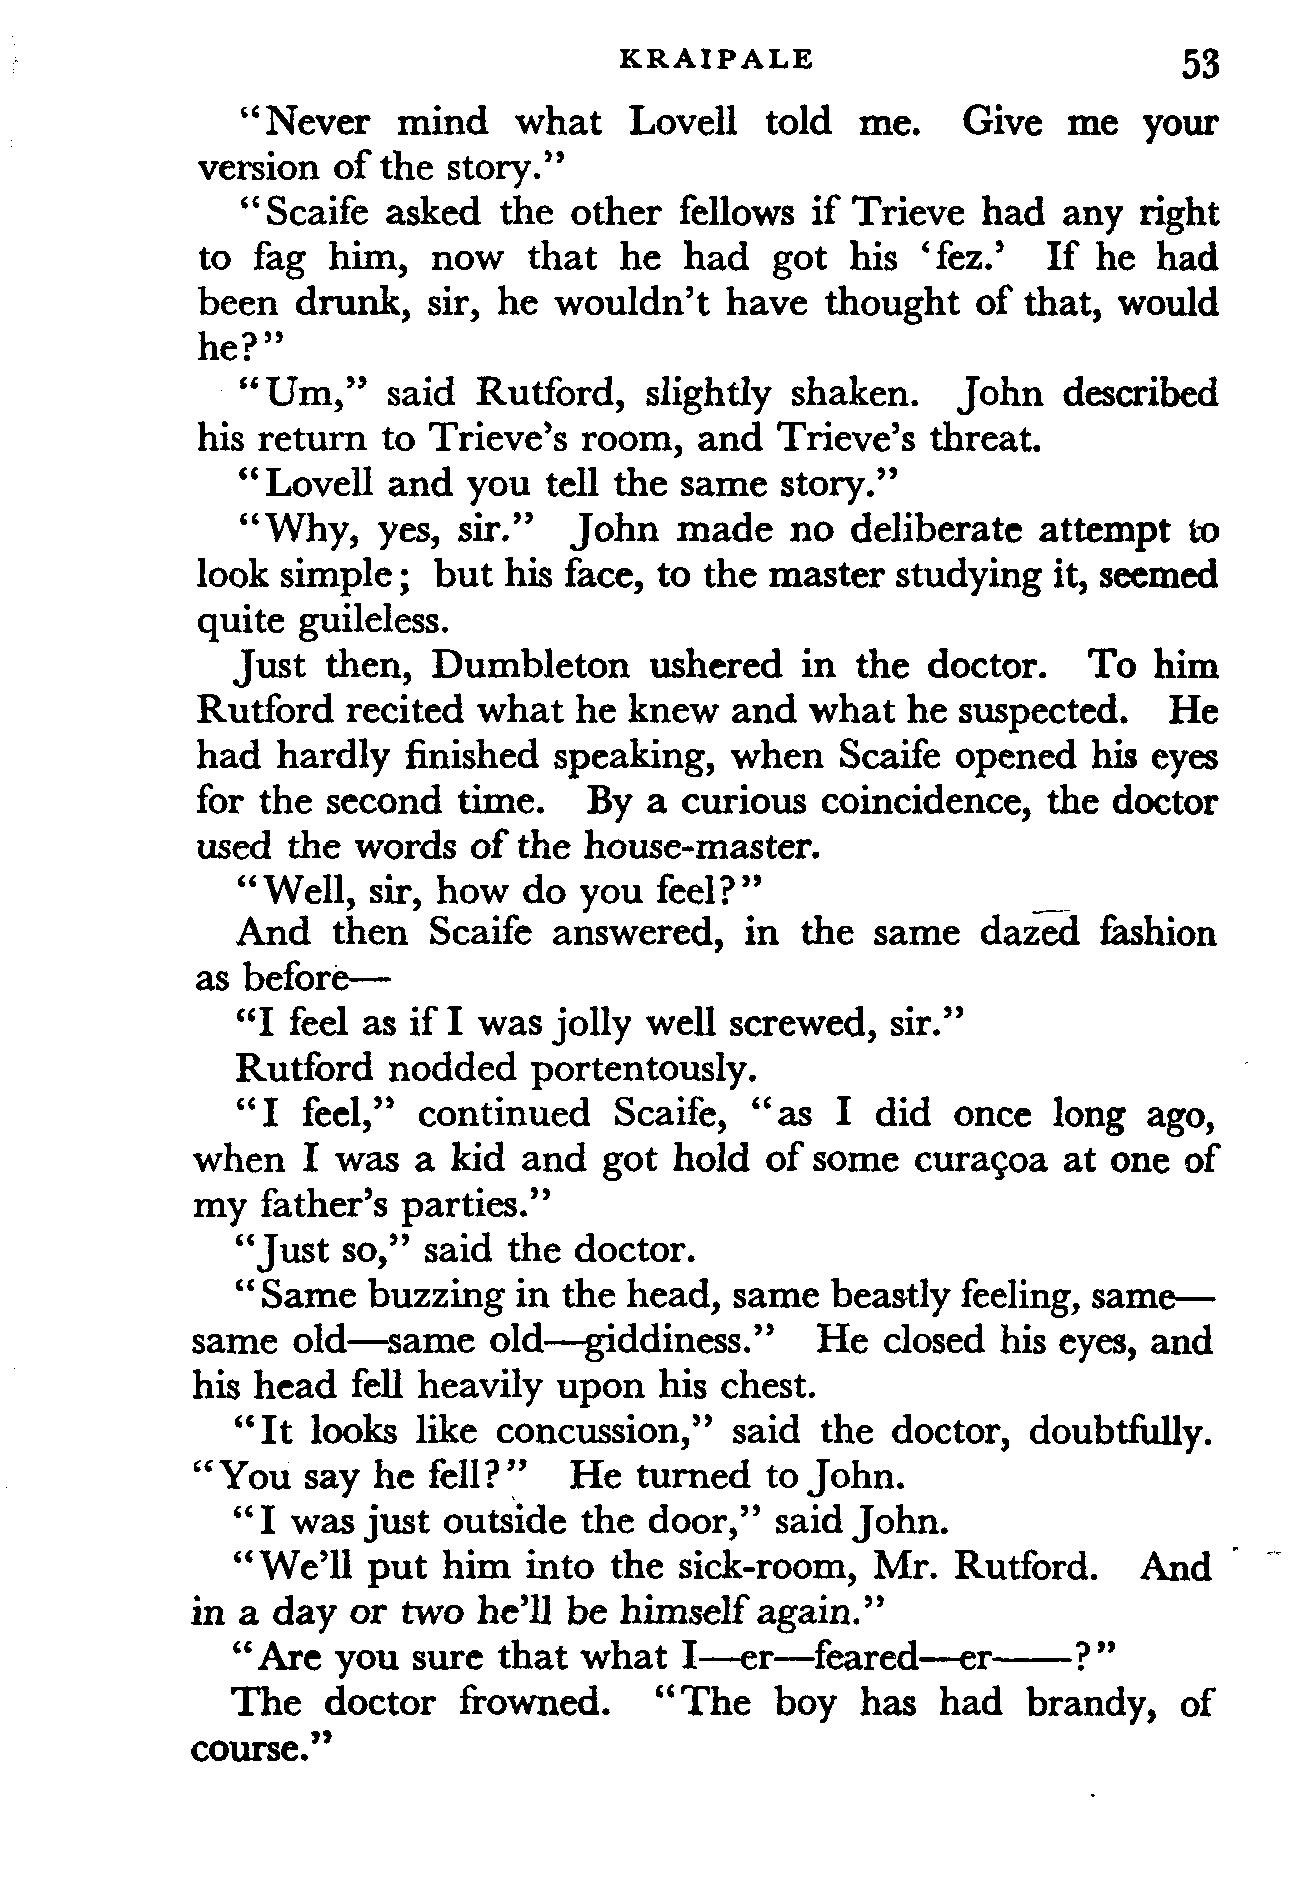 KRAIPALE 53
“Never mind what Lovell told me. Give me your
version of the story.”
“Scaife asked the other fellows if Trieve had any right
to fag him, now that he had got his ‘fez.’ If he had
been drunk, sir, he wouldn’t have thought of that, would
he?”
“Um,” said Rutford, slightly shaken. John described
his return to Trieve’s room, and Trieve’s threat.
“Lovell and you tell the same story.”
“Why, yes, sir.” John made no deliberate attempt to
look simple; but his face, to the master studying it, seemed
quite guileless.
Just then, Dumbleton ushered in the doctor. To him
Rutford recited what he knew and what he suspected. He
had hardly finished speaking, when Scaife opened his eyes
for the second time. By a curious coincidence, the doctor
used the words of the house-master.
“Well, sir, how do you feel?”
And then Scaife answered, in the same dazed fashion
as before—
“I feel as if I was jolly well screwed, sir.”
Rutford nodded portentously.
“I feel,” continued Scaife, “as I did once long ago,
when I was a kid and got hold of some curaçoa at one of
my father’s parties.”
“Just so,” said the doctor.
“Same buzzing in the head, same beastly feeling, same—
same old—same old—giddiness.” He closed his eyes, and
his head fell heavily upon his chest.
“It looks like concussion,” said the doctor, doubtfully.
“You say he fell?” He turned to John.
“I was just outside the door,” said John.
“We’ll put him into the sick-room, Mr. Rutford. And
in a day or two he’ll be himself again.”
“Are you sure that what I—er—feared—er——?”
The doctor frowned. “The boy has had brandy, of
course.”